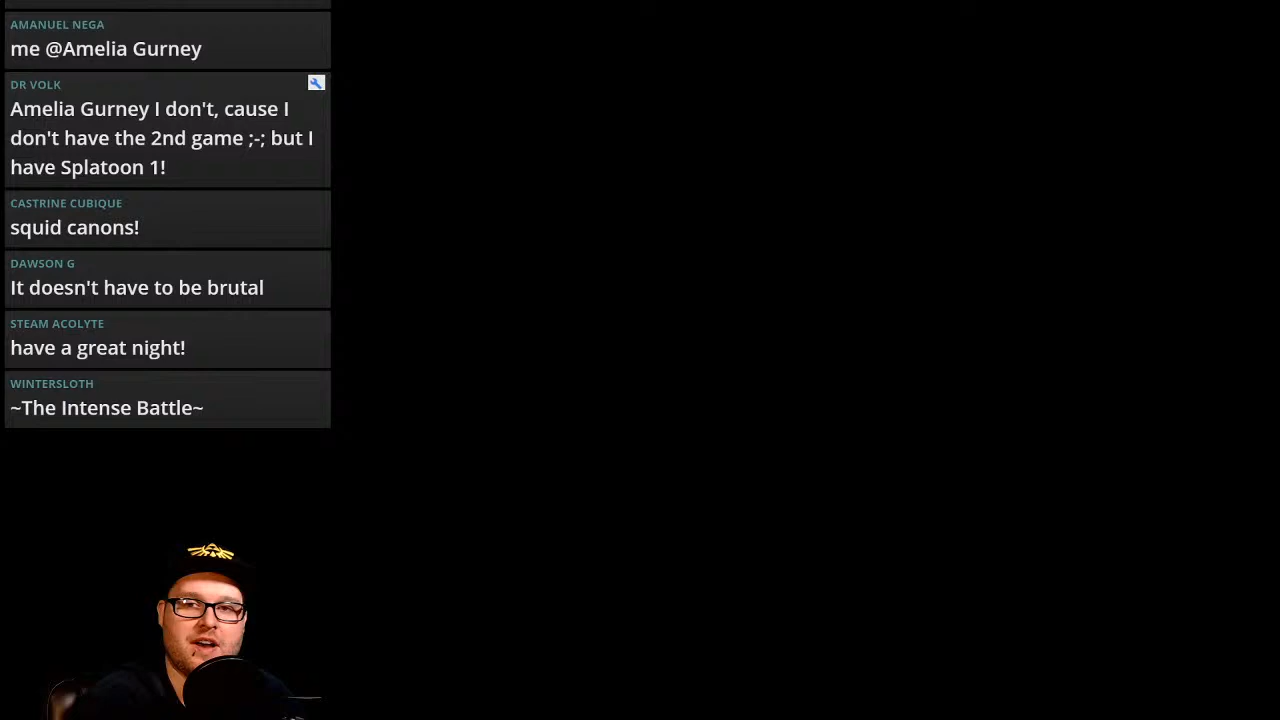 AMANUEL NEGA
me @Amelia Gurney
DR VOLK
Amelia Gurney I don't, cause I
don't have the 2nd game ;-; but I
have Splatoon 1!
CASTRINE CUBIQUE
squid canons!
DAWSON G
It doesn't have to be brutal
STEAM ACOLYTE
have a great night!
WINTERSLOTH
~The Intense Battle~